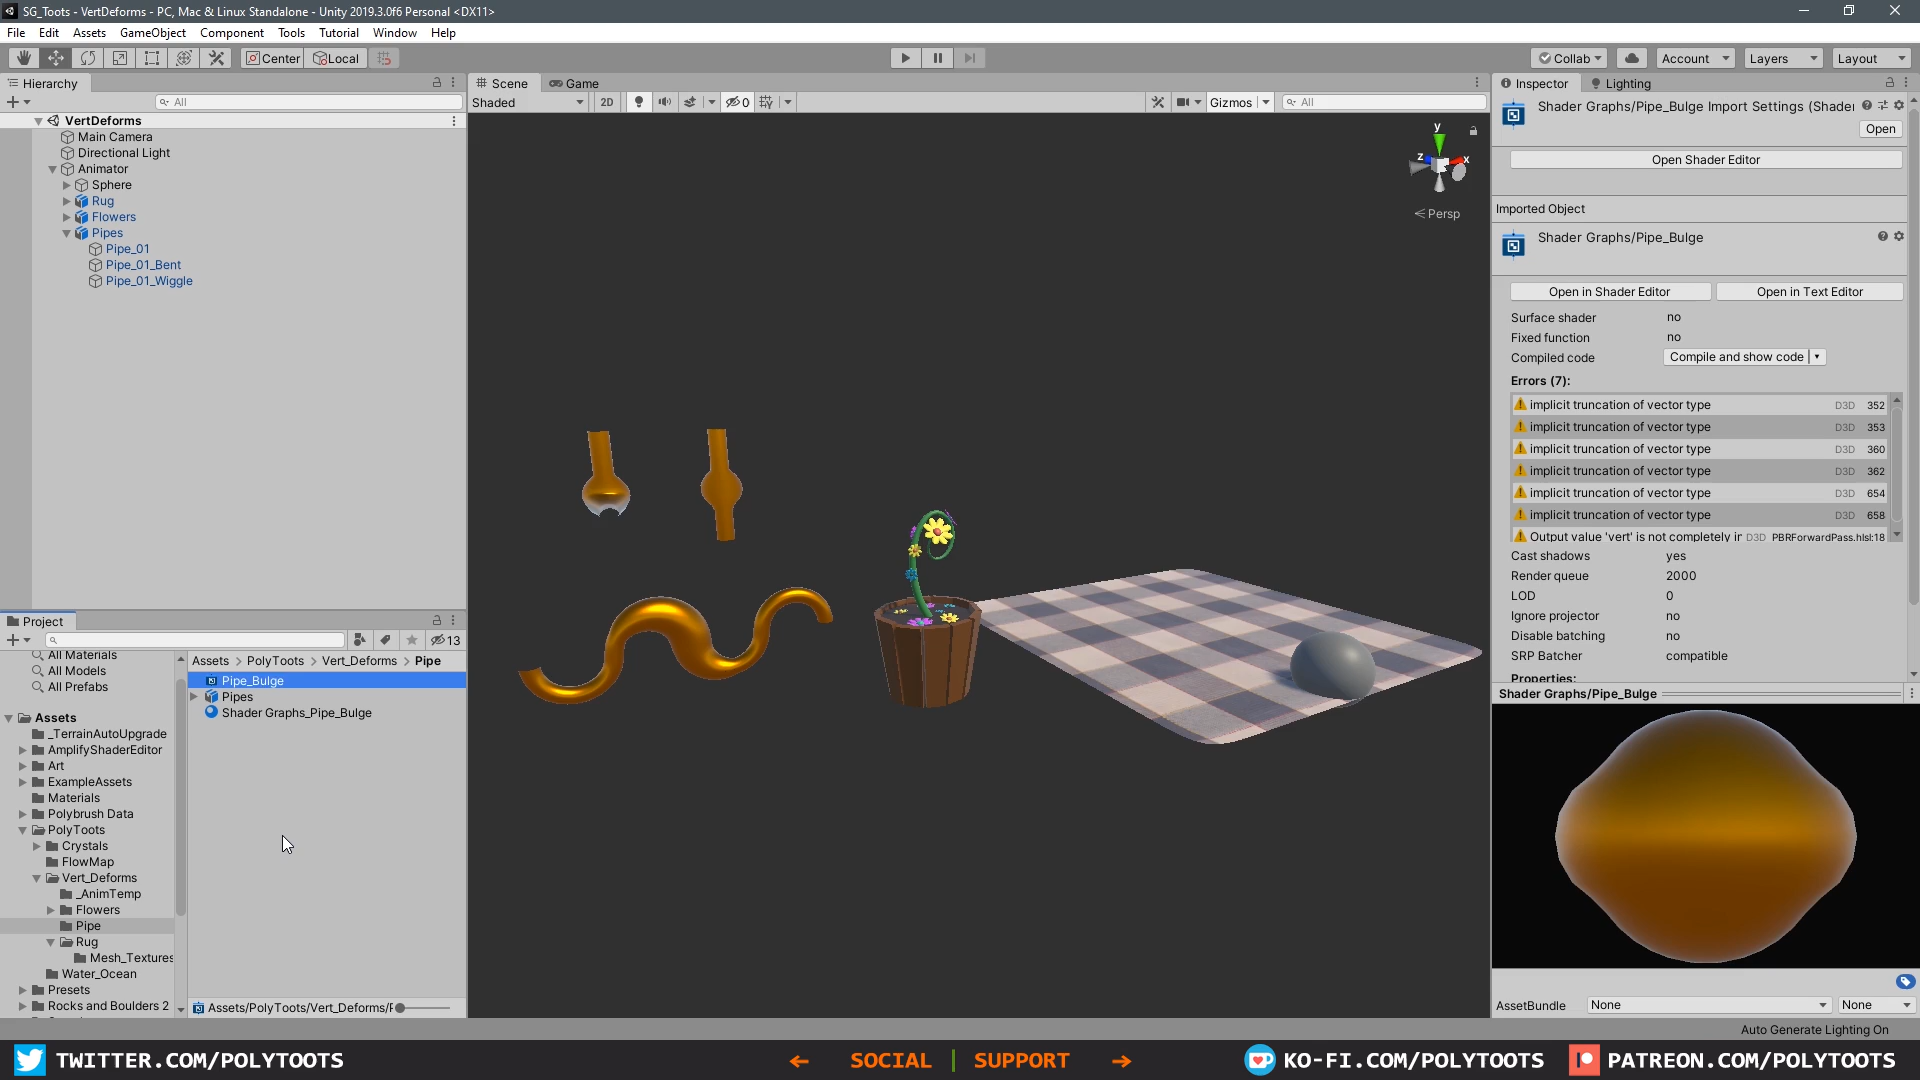 SG_Toots - VertDeforms - PC, Mac & Linux Standalone - Unity 2019.3.0f6 Personal <DX11>
File Edit Assets GameObject Component Tools Tutorial Window Help
Center Local Collab Account Layers Layout
Hierarchy
All
VertDeforms
Main Camera
Directional Light
Animator
Sphere
Rug
Flowers
Pipes
Pipe_01
Pipe_01_Bent
Pipe_01_Wiggle
Scene Game
Shaded 2D 0 Gizmos All
y
z x
Persp
Inspector Lighting
Shader Graphs/Pipe_Bulge Import Settings (Shader
Open
Open Shader Editor
Imported Object
Shader Graphs/Pipe_Bulge
Open in Shader Editor Open in Text Editor
Surface shader no
Fixed function no
Compiled code Compile and show code
Errors (7):
implicit truncation of vector type D3D 352
implicit truncation of vector type D3D 353
implicit truncation of vector type D3D 360
implicit truncation of vector type D3D 362
implicit truncation of vector type D3D 654
implicit truncation of vector type D3D 658
Output value 'vert' is not completely ir D3D PBRForwardPass.hlsl:18
Cast shadows yes
Render queue 2000
LOD 0
Ignore projector no
Disable batching no
SRP Batcher compatible
Properties:
Shader Graphs/Pipe_Bulge
AssetBundle None None
Auto Generate Lighting On
Project
13
All Materials
All Models
All Prefabs
Assets
_TerrainAutoUpgrade
AmplifyShaderEditor
Art
ExampleAssets
Materials
Polybrush Data
PolyToots
Crystals
FlowMap
Vert_Deforms
_AnimTemp
Flowers
Pipe
Rug
Mesh_Textures
Water_Ocean
Presets
Rocks and Boulders 2
Assets > PolyToots > Vert_Deforms > Pipe
Pipe_Bulge
Pipes
Shader Graphs_Pipe_Bulge
Assets/PolyToots/Vert_Deforms/F
TWITTER.COM/POLYTOOTS ← SOCIAL | SUPPORT → KO-FI.COM/POLYTOOTS PATREON.COM/POLYTOOTS